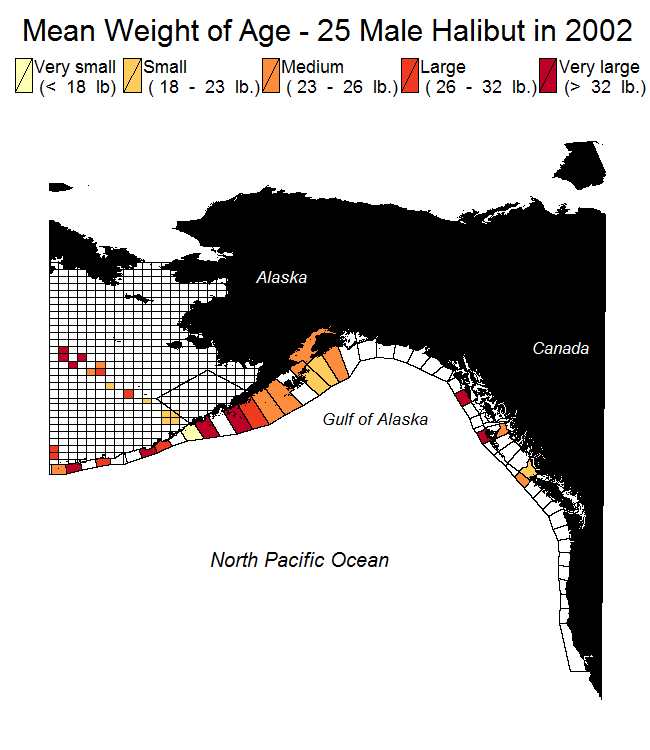 Mean Weight of Age - 25 Male Halibut in 2002
Very small Small Medium Large Very large
(< 18 lb) ( 18 - 23 lb.) ( 23 - 26 lb.) ( 26 - 32 lb.) (> 32 lb.)
Alaska
Canada
Gulf of Alaska
North Pacific Ocean